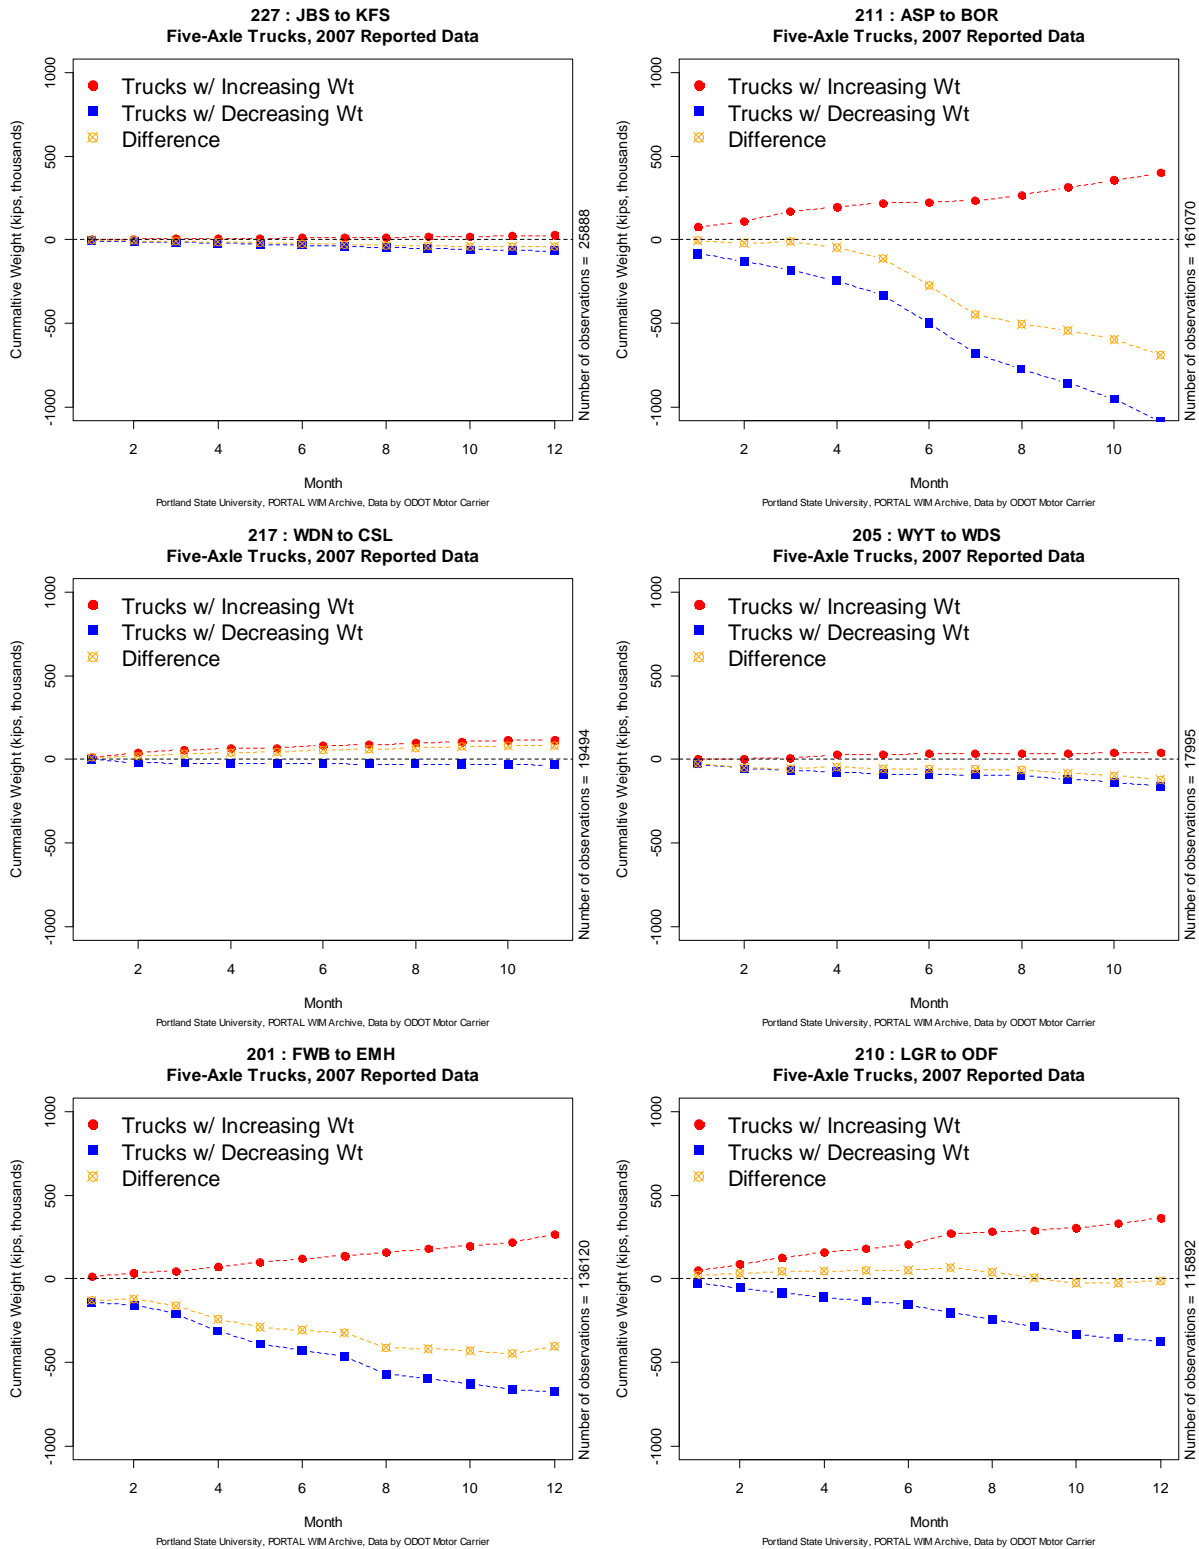 227 : JBS to KFS
Five-Axle Trucks, 2007 Reported Data
Cummaltive Weight (kips, thousands)
1000
500
0
-500
-1000
Trucks w/ Increasing Wt
Trucks w/ Decreasing Wt
Difference
Number of observations = 25888
2 4 6 8 10 12
Month
Portland State University, PORTAL WIM Archive, Data by ODOT Motor Carrier
211 : ASP to BOR
Five-Axle Trucks, 2007 Reported Data
Cummaltive Weight (kips, thousands)
1000
500
0
-500
-1000
Trucks w/ Increasing Wt
Trucks w/ Decreasing Wt
Difference
Number of observations = 161070
2 4 6 8 10
Month
Portland State University, PORTAL WIM Archive, Data by ODOT Motor Carrier
217 : WDN to CSL
Five-Axle Trucks, 2007 Reported Data
Cummaltive Weight (kips, thousands)
1000
500
0
-500
-1000
Trucks w/ Increasing Wt
Trucks w/ Decreasing Wt
Difference
Number of observations = 19494
2 4 6 8 10
Month
Portland State University, PORTAL WIM Archive, Data by ODOT Motor Carrier
205 : WYT to WDS
Five-Axle Trucks, 2007 Reported Data
Cummaltive Weight (kips, thousands)
1000
500
0
-500
-1000
Trucks w/ Increasing Wt
Trucks w/ Decreasing Wt
Difference
Number of observations = 17995
2 4 6 8 10
Month
Portland State University, PORTAL WIM Archive, Data by ODOT Motor Carrier
201 : FWB to EMH
Five-Axle Trucks, 2007 Reported Data
Cummaltive Weight (kips, thousands)
1000
500
0
-500
-1000
Trucks w/ Increasing Wt
Trucks w/ Decreasing Wt
Difference
Number of observations = 136120
2 4 6 8 10 12
Month
Portland State University, PORTAL WIM Archive, Data by ODOT Motor Carrier
210 : LGR to ODF
Five-Axle Trucks, 2007 Reported Data
Cummaltive Weight (kips, thousands)
1000
500
0
-500
-1000
Trucks w/ Increasing Wt
Trucks w/ Decreasing Wt
Difference
Number of observations = 115892
2 4 6 8 10 12
Month
Portland State University, PORTAL WIM Archive, Data by ODOT Motor Carrier